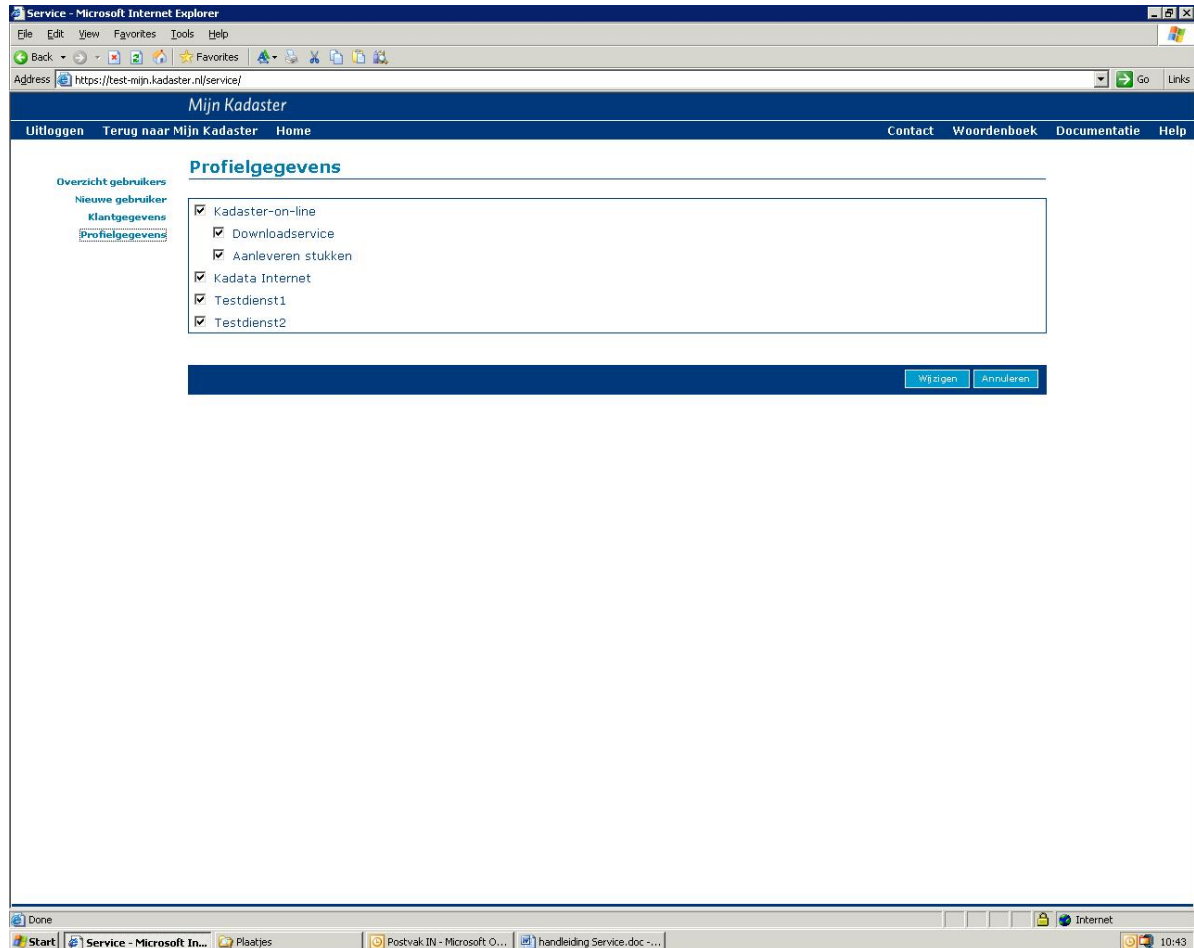 Service - Microsoft Internet Explorer
File Edit View Favorites Tools Help
Back Favorites
Address https://test-mijn.kadaster.nl/service/ Go Links
Mijn Kadaster
Uitloggen Terug naar Mijn Kadaster Home Contact Woordenboek Documentatie Help
Profielgegevens
Overzicht gebruikers
Nieuwe gebruiker
Klantgegevens
Profielgegevens
Kadaster-on-line
Downloadservice
Aanleveren stukken
Kadata Internet
Testdienst1
Testdienst2
Wijzigen Annuleren
Done Internet
Start Service - Microsoft In... Plaatjes Postvak IN - Microsoft O... handleiding Service.doc -... 10:43